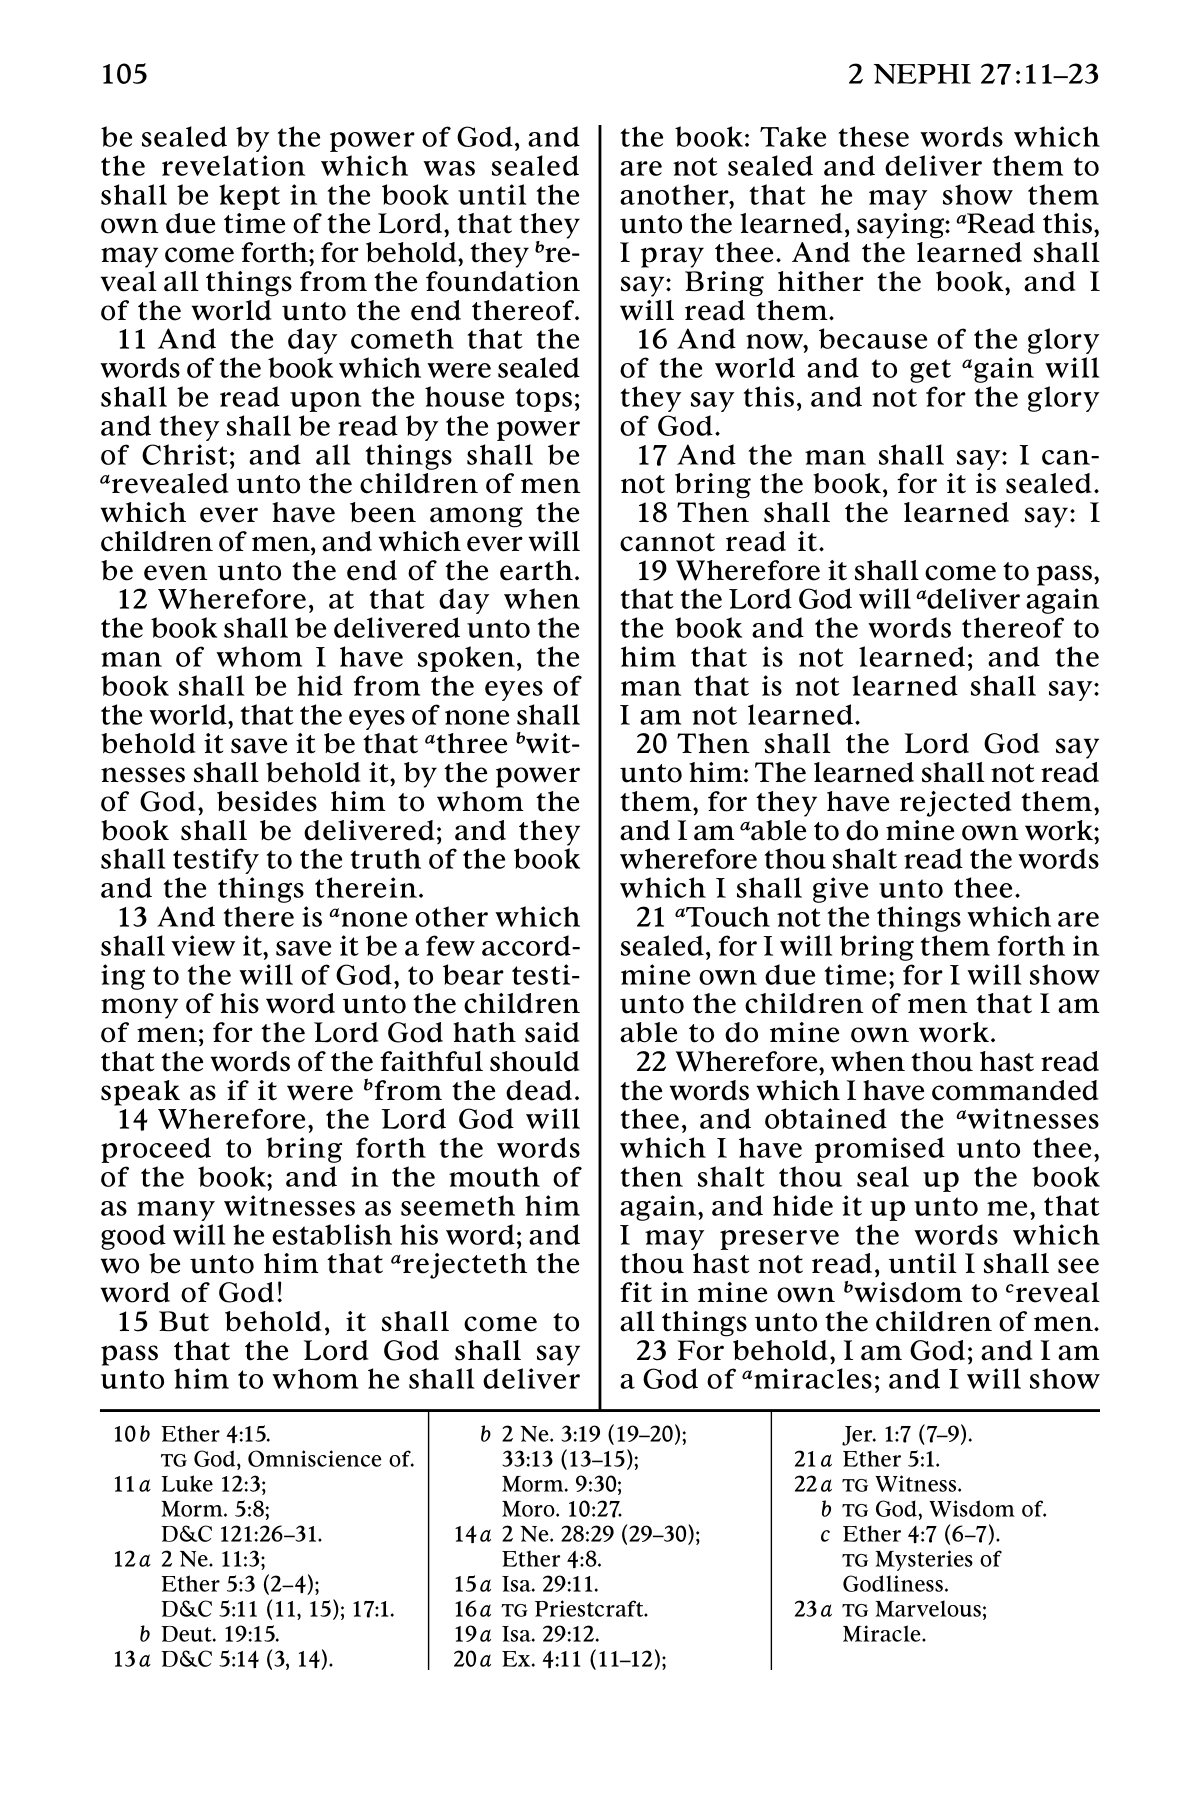 105
2 NEPHI 27:11–23
be sealed by the power of God, and
the revelation which was sealed
shall be kept in the book until the
own due time of the Lord, that they
may come forth; for behold, they bre-
veal all things from the foundation
of the world unto the end thereof.
11 And the day cometh that the
words of the book which were sealed
shall be read upon the house tops;
and they shall be read by the power
of Christ; and all things shall be
arevealed unto the children of men
which ever have been among the
children of men, and which ever will
be even unto the end of the earth.
12 Wherefore, at that day when
the book shall be delivered unto the
man of whom I have spoken, the
book shall be hid from the eyes of
the world, that the eyes of none shall
behold it save it be that athree bwit-
nesses shall behold it, by the power
of God, besides him to whom the
book shall be delivered; and they
shall testify to the truth of the book
and the things therein.
13 And there is anone other which
shall view it, save it be a few accord-
ing to the will of God, to bear testi-
mony of his word unto the children
of men; for the Lord God hath said
that the words of the faithful should
speak as if it were bfrom the dead.
14 Wherefore, the Lord God will
proceed to bring forth the words
of the book; and in the mouth of
as many witnesses as seemeth him
good will he establish his word; and
wo be unto him that arejecteth the
word of God!
15 But behold, it shall come to
pass that the Lord God shall say
unto him to whom he shall deliver
the book: Take these words which
are not sealed and deliver them to
another, that he may show them
unto the learned, saying: aRead this,
I pray thee. And the learned shall
say: Bring hither the book, and I
will read them.
16 And now, because of the glory
of the world and to get again will
they say this, and not for the glory
of God.
17 And the man shall say: I can-
not bring the book, for it is sealed.
18 Then shall the learned say: I
cannot read it.
19 Wherefore it shall come to pass,
that the Lord God will adeliver again
the book and the words thereof to
him that is not learned; and the
man that is not learned shall say:
I am not learned.
20 Then shall the Lord God say
unto him: The learned shall not read
them, for they have rejected them,
and I am aable to do mine own work;
wherefore thou shalt read the words
which I shall give unto thee.
21 aTouch not the things which are
sealed, for I will bring them forth in
mine own due time; for I will show
unto the children of men that I am
able to do mine own work.
22 Wherefore, when thou hast read
the words which I have commanded
thee, and obtained the awitnesses
which I have promised unto thee,
then shalt thou seal up the book
again, and hide it up unto me, that
I may preserve the words which
thou hast not read, until I shall see
fit in mine own bwisdom to creveal
all things unto the children of men.
23 For behold, I am God; and I am
a God of amiracles; and I will show
10b Ether 4:15.
TG God, Omniscience of.
11a Luke 12:3;
Morm. 5:8;
D&C 121:26–31.
12a 2 Ne. 11:3;
Ether 5:3 (2–4);
D&C 5:11 (11, 15); 17:1.
b Deut. 19:15.
13a D&C 5:14 (3, 14).
b 2 Ne. 3:19 (19–20);
33:13 (13–15);
Morm. 9:30;
Moro. 10:27.
14a 2 Ne. 28:29 (29–30);
Ether 4:8.
15a Isa. 29:11.
16a TG Priestcraft.
19a Isa. 29:12.
20a Ex. 4:11 (11–12);
Jer. 1:7 (7–9).
21a Ether 5:1.
22a TG Witness.
b TG God, Wisdom of.
c Ether 4:7 (6–7).
TG Mysteries of
Godliness.
23a TG Marvelous;
Miracle.